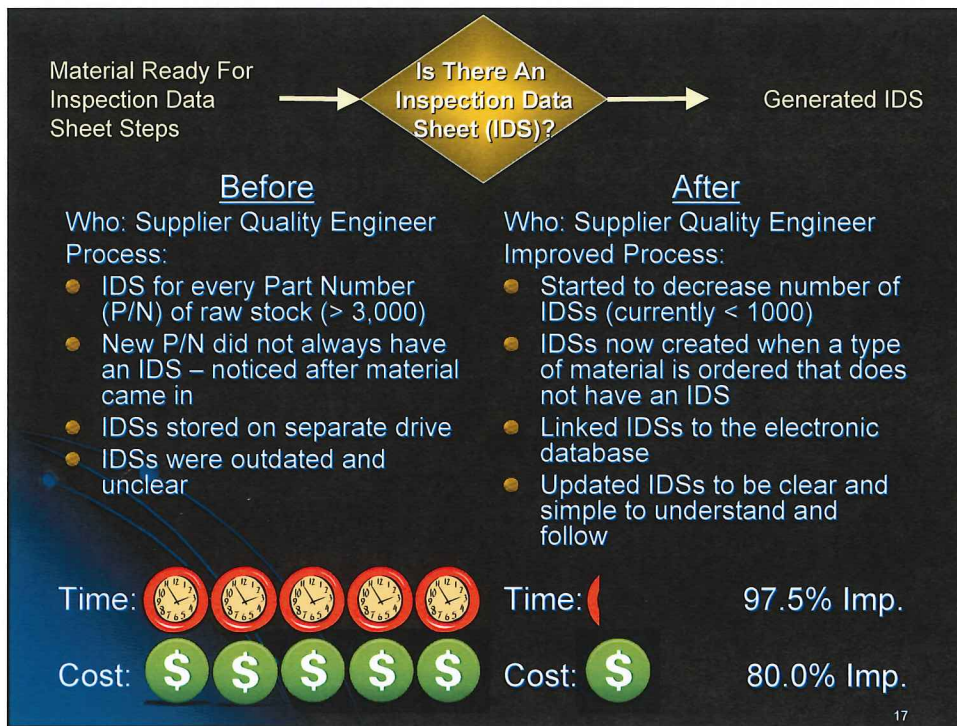 Material Ready For
Inspection Data
Sheet Steps
Is There An
Inspection Data
Sheet (IDS)?
Generated IDS
Before
Who: Supplier Quality Engineer
Process:
IDS for every Part Number
(P/N) of raw stock (> 3,000)
New P/N did not always have
an IDS – noticed after material
came in
IDSs stored on separate drive
IDSs were outdated and
unclear
Time:
Cost: $ $ $ $ $
After
Who: Supplier Quality Engineer
Improved Process:
Started to decrease number of
IDSs (currently < 1000)
IDSs now created when a type
of material is ordered that does
not have an IDS
Linked IDSs to the electronic
database
Updated IDSs to be clear and
simple to understand and
follow
Time: 97.5% Imp.
Cost: $ 80.0% Imp.
17